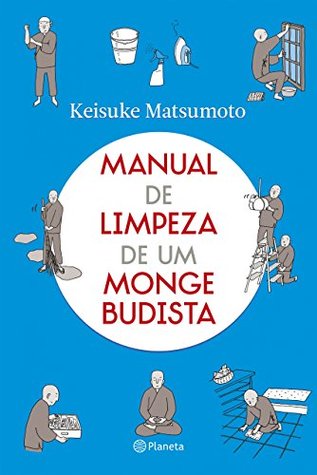 Keisuke Matsumoto
MANUAL
DE
LIMPEZA
DE UM
MONGE
BUDISTA
Planeta